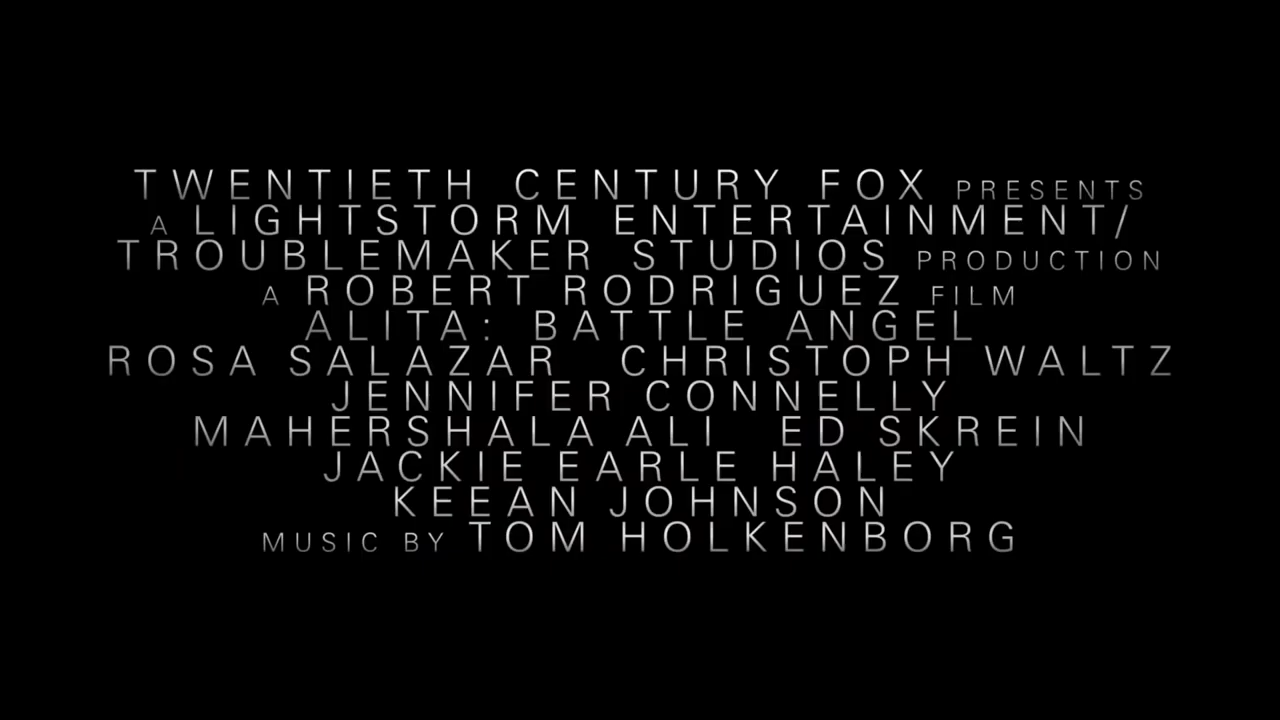 TWENTIETH CENTURY FOX PRESENTS
A LIGHTSTORM ENTERTAINMENT/
TROUBLEMAKER STUDIOS PRODUCTION
A ROBERT RODRIGUEZ FILM
ALITA: BATTLE ANGEL
ROSA SALAZAR CHRISTOPH WALTZ
JENNIFER CONNELLY
MAHERSHALA ALI ED SKREIN
JACKIE EARLE HALEY
KEEAN JOHNSON
MUSIC BY TOM HOLKENBORG